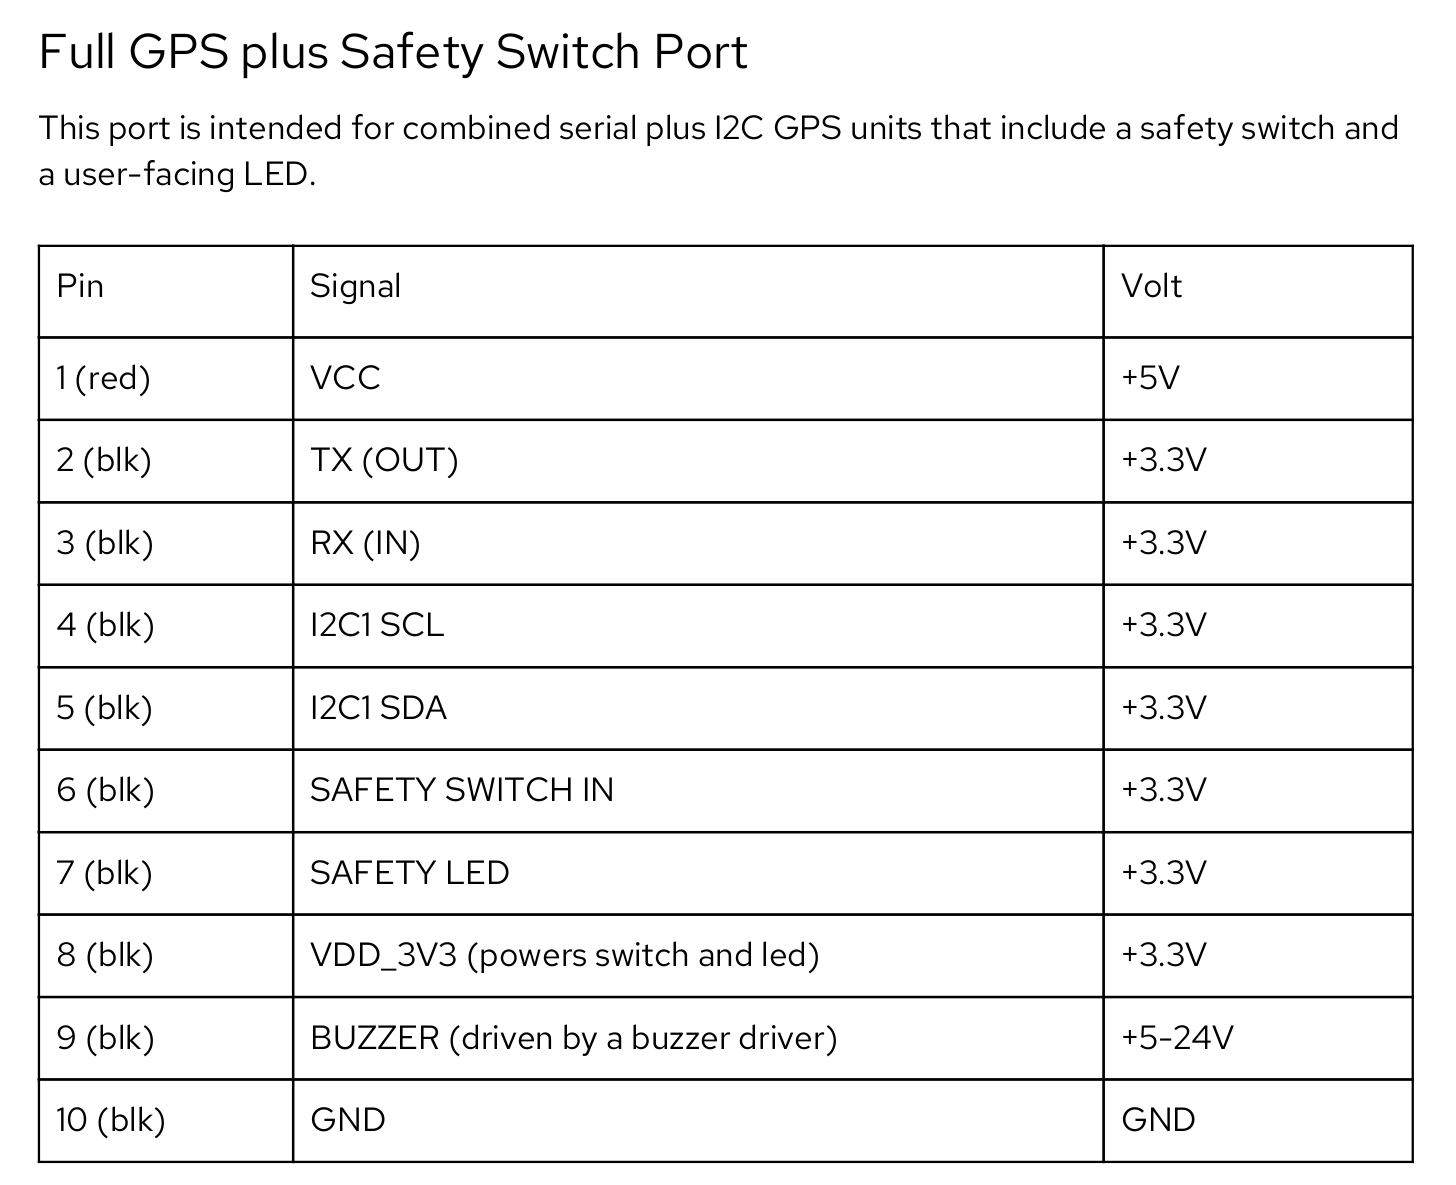 Full GPS plus Safety Switch Port
This port is intended for combined serial plus I2C GPS units that include a safety switch and
a user-facing LED.
Pin Signal Volt
1 (red) VCC +5V
2 (blk) TX (OUT) +3.3V
3 (blk) RX (IN) +3.3V
4 (blk) I2C1 SCL +3.3V
5 (blk) I2C1 SDA +3.3V
6 (blk) SAFETY SWITCH IN +3.3V
7 (blk) SAFETY LED +3.3V
8 (blk) VDD_3V3 (powers switch and led) +3.3V
9 (blk) BUZZER (driven by a buzzer driver) +5-24V
10 (blk) GND GND